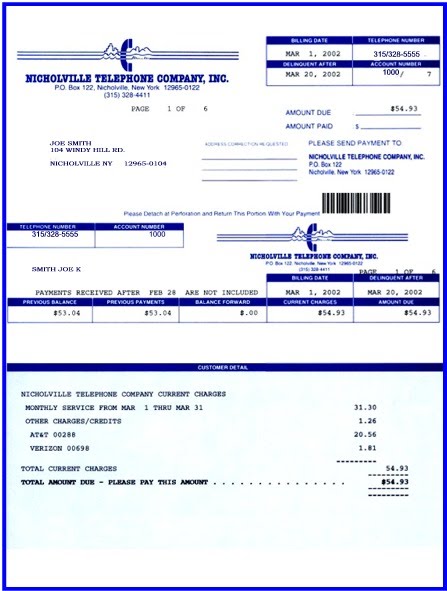 BILLING DATE TELEPHONE NUMBER
MAR 1, 2002 315/328-5555
DELINQUENT AFTER ACCOUNT NUMBER
MAR 20, 2002 1000 / 7
NICHOLVILLE TELEPHONE COMPANY, INC.
P.O. Box 122, Nicholville, New York 12965-0122
(315) 328-4411
PAGE 1 OF 6
AMOUNT DUE $54.93
AMOUNT PAID $
JOE SMITH
104 WINDY HILL RD.
NICHOLVILLE NY 12965-0104
ADDRESS CORRECTION REQUESTED
PLEASE SEND PAYMENT TO:
NICHOLVILLE TELEPHONE COMPANY, INC.
P.O. Box 122
Nicholville, New York 12965-0122
Please Detach at Perforation and Return This Portion With Your Payment
TELEPHONE NUMBER ACCOUNT NUMBER
315/328-5555 1000
NICHOLVILLE TELEPHONE COMPANY, INC.
P.O. Box 122, Nicholville, New York 12965-0122
(315) 328-4411
PAGE 1 OF 6
SMITH JOE K
BILLING DATE DELINQUENT AFTER
PAYMENTS RECEIVED AFTER FEB 28 ARE NOT INCLUDED MAR 1, 2002 MAR 20, 2002
PREVIOUS BALANCE PREVIOUS PAYMENTS BALANCE FORWARD CURRENT CHARGES AMOUNT DUE
$53.04 $53.04 $.00 $54.93 $54.93
CUSTOMER DETAIL
NICHOLVILLE TELEPHONE COMPANY CURRENT CHARGES
MONTHLY SERVICE FROM MAR 1 THRU MAR 31 31.30
OTHER CHARGES/CREDITS 1.26
AT&T 00288 20.56
VERIZON 00698 1.81
TOTAL CURRENT CHARGES 54.93
TOTAL AMOUNT DUE - PLEASE PAY THIS AMOUNT . . . . . . . . . . . . . . $54.93